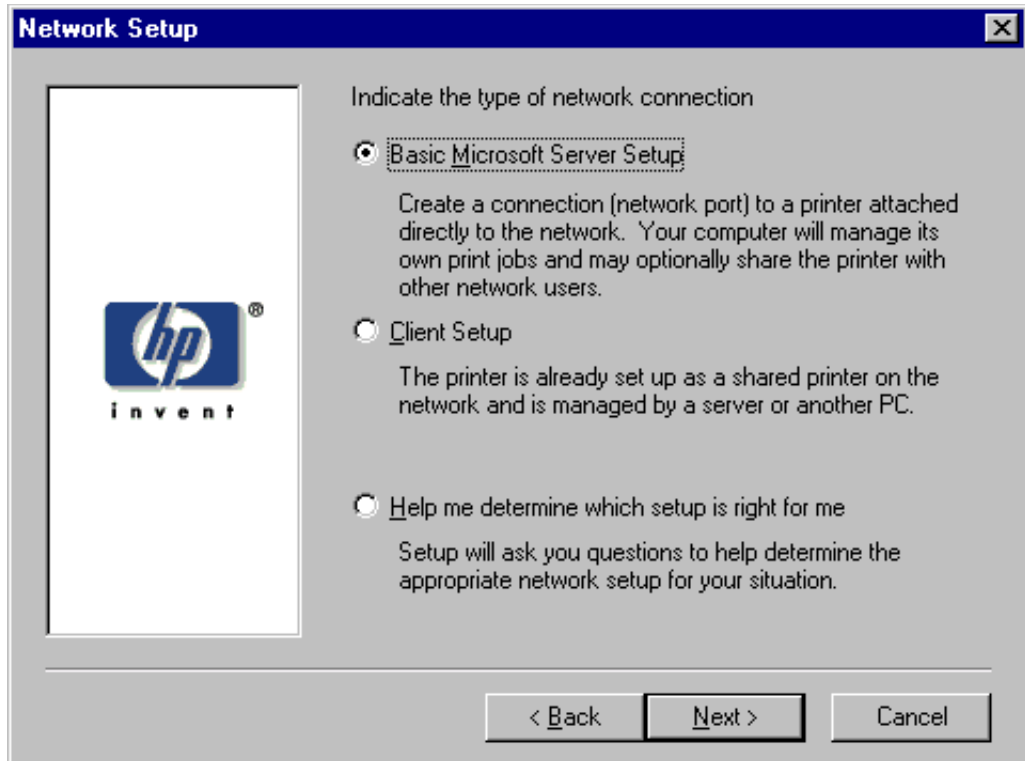 Network Setup
Indicate the type of network connection
Basic Microsoft Server Setup
Create a connection (network port) to a printer attached
directly to the network.  Your computer will manage its
own print jobs and may optionally share the printer with
other network users.
hp ®
invent
Client Setup
The printer is already set up as a shared printer on the
network and is managed by a server or another PC.
Help me determine which setup is right for me
Setup will ask you questions to help determine the
appropriate network setup for your situation.
< Back
Next >
Cancel